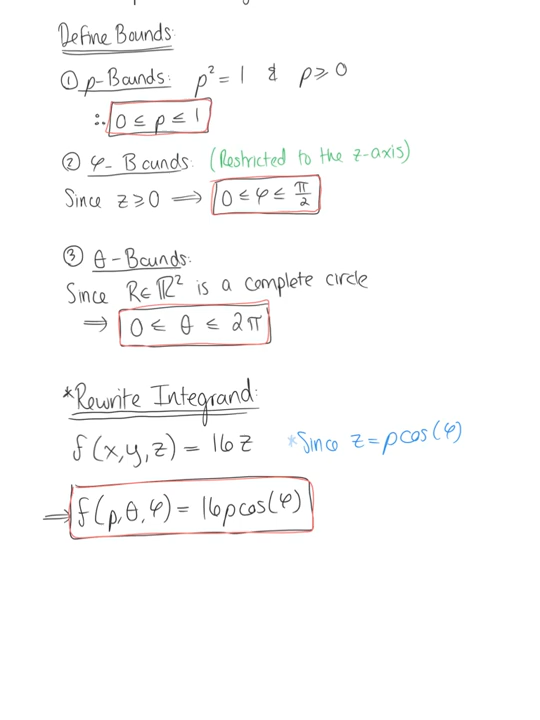 Define Bounds:
① ρ-Bounds: ρ² = 1 & ρ ≥ 0
∴ 0 ≤ ρ ≤ 1
② φ- Bounds: (Restricted to the z-axis)
Since z ≥ 0 ⟹ 0 ≤ φ ≤ π/2
③ θ-Bounds:
Since R∈ℝ² is a complete circle
⟹ 0 ≤ θ ≤ 2π
*Rewrite Integrand:
f(x,y,z) = 16z *Since z=ρcos(φ)
⟹ f(ρ,θ,φ) = 16ρcos(φ)